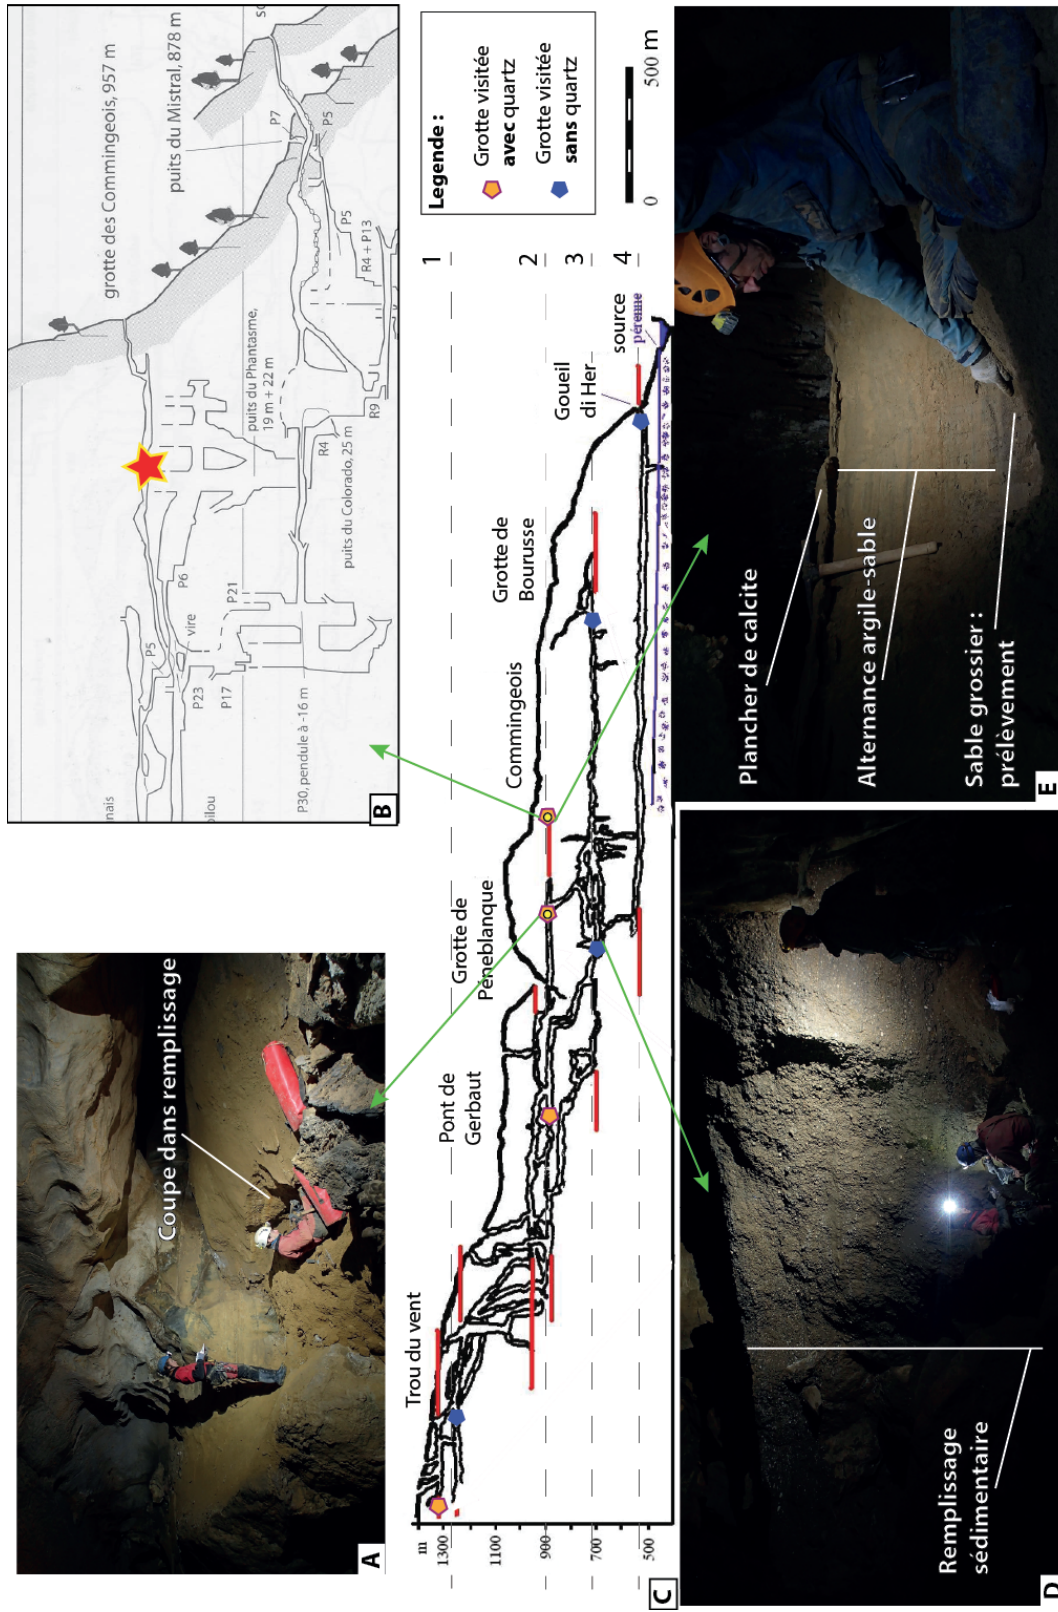 A
Coupe dans remplissage
B
grotte des Commingeois, 957 m
puits du Mistral, 878 m
P7
P5
P5
R4 + P13
R9
R4
puits du Phantasme,
19 m + 22 m
puits du Colorado, 25 m
P6
P5
vire
P23
P17
P21
P30, pendule à -16 m
nais
pilou
so
C
m
1300
1100
900
700
500
Trou du vent
Pont de
Gerbaut
Grotte de
Peneblanque
Commingeois
Grotte de
Bourusse
Goueil
di Her
source
pérenne
1
2
3
4
Legende :
Grotte visitée
avec quartz
Grotte visitée
sans quartz
0
500 m
D
Remplissage
sédimentaire
E
Plancher de calcite
Alternance argile-sable
Sable grossier :
prélèvement